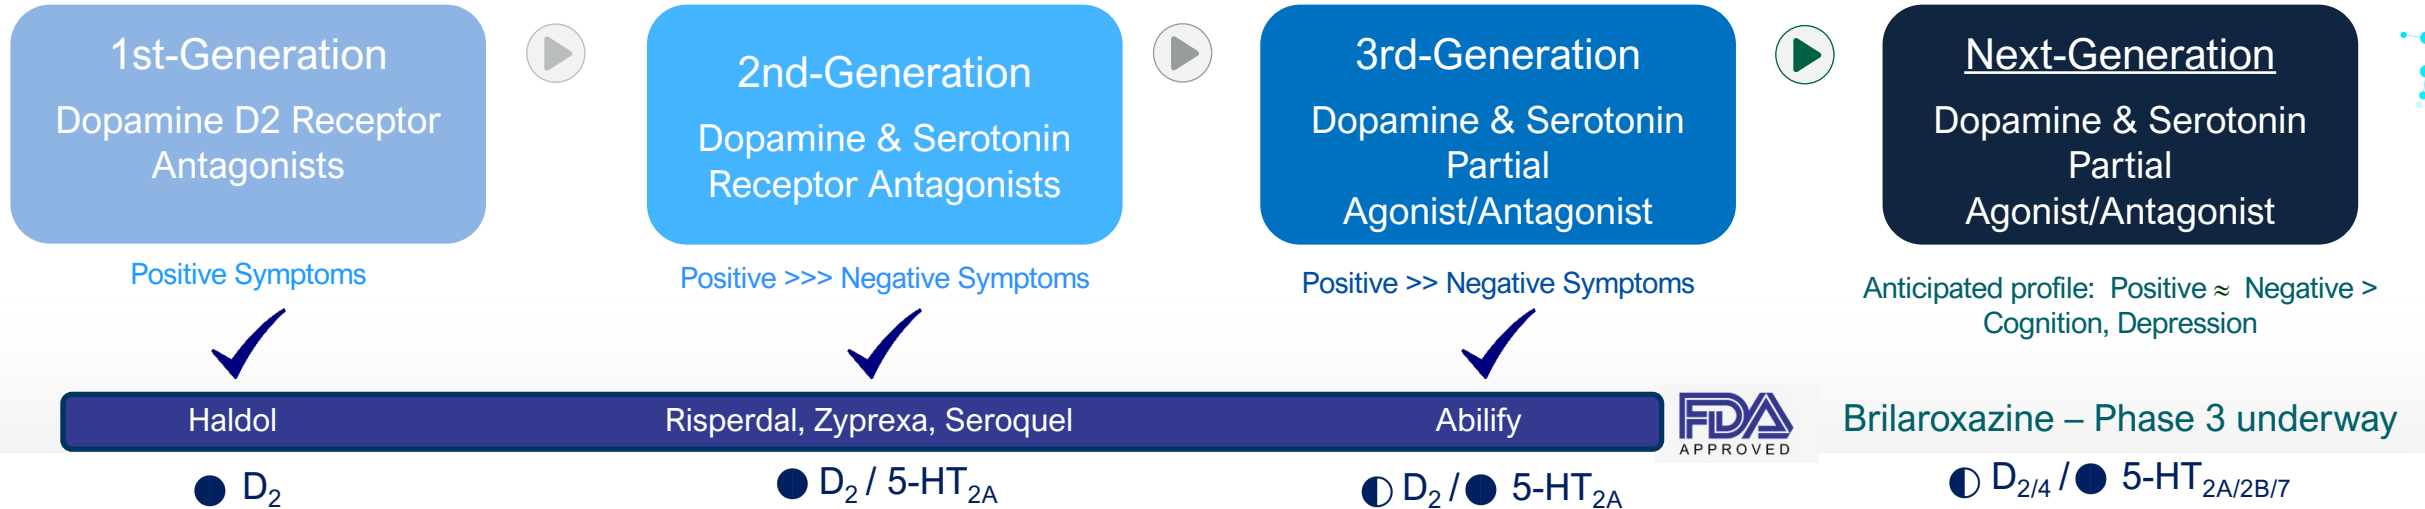 1st-Generation
Dopamine D2 Receptor
Antagonists
Positive Symptoms
2nd-Generation
Dopamine & Serotonin
Receptor Antagonists
Positive >>> Negative Symptoms
3rd-Generation
Dopamine & Serotonin
Partial
Agonist/Antagonist
Positive >> Negative Symptoms
Next-Generation
Dopamine & Serotonin
Partial
Agonist/Antagonist
Anticipated profile: Positive ≈ Negative >
Cognition, Depression
Haldol
Risperdal, Zyprexa, Seroquel
Abilify
FDA
APPROVED
Brilaroxazine – Phase 3 underway
● D₂
● D₂ / 5-HT₂A
◐ D₂ / ● 5-HT₂A
◐ D₂/₄ / ● 5-HT₂A/₂B/₇